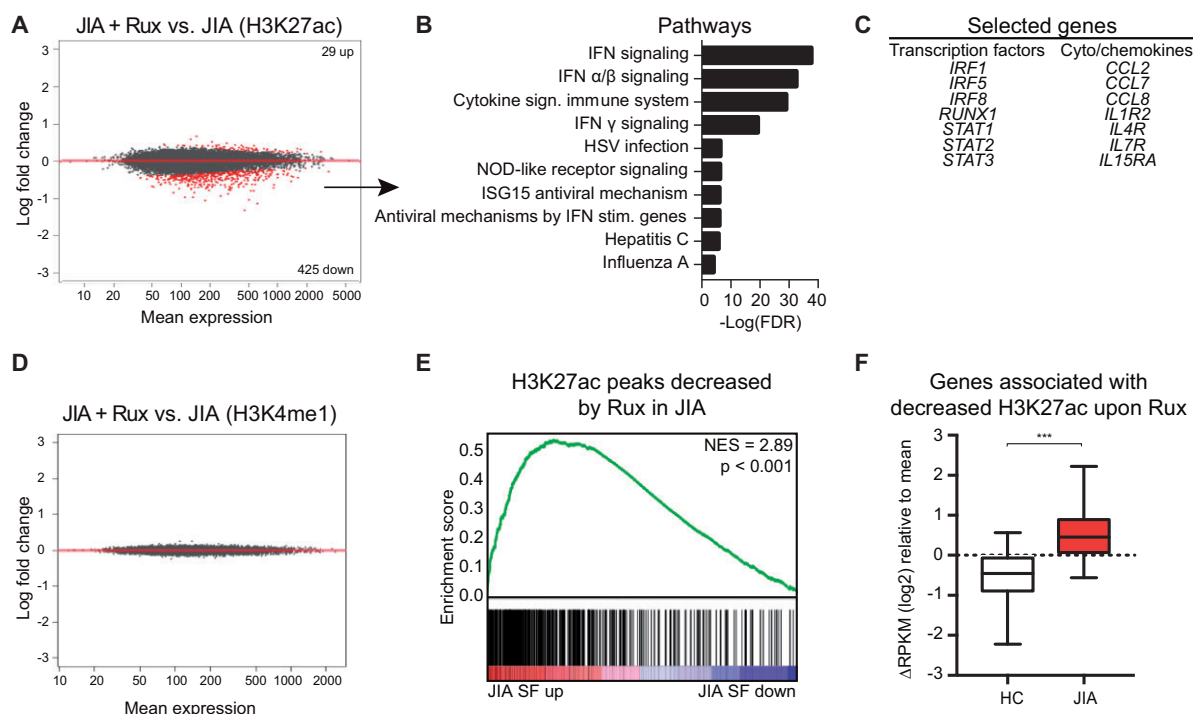 A
JIA + Rux vs. JIA (H3K27ac)
29 up
425 down
3
2
1
0
-1
-2
-3
Log fold change
10 20 50 100 200 500 1000 2000 5000
Mean expression
B
Pathways
IFN signaling
IFN α/β signaling
Cytokine sign. immune system
IFN γ signaling
HSV infection
NOD-like receptor signaling
ISG15 antiviral mechanism
Antiviral mechanisms by IFN stim. genes
Hepatitis C
Influenza A
0 10 20 30 40
-Log(FDR)
C
Selected genes
Transcription factors Cyto/chemokines
IRF1 CCL2
IRF5 CCL7
IRF8 CCL8
RUNX1 IL1R2
STAT1 IL4R
STAT2 IL7R
STAT3 IL15RA
D
JIA + Rux vs. JIA (H3K4me1)
3
2
1
0
-1
-2
-3
Log fold change
10 20 50 100 200 500 1000 2000
Mean expression
E
H3K27ac peaks decreased
by Rux in JIA
NES = 2.89
p < 0.001
0.5
0.4
0.3
0.2
0.1
0.0
Enrichment score
JIA SF up JIA SF down
F
Genes associated with
decreased H3K27ac upon Rux
***
3
2
1
0
-1
-2
-3
ΔRPKM (log2) relative to mean
HC JIA